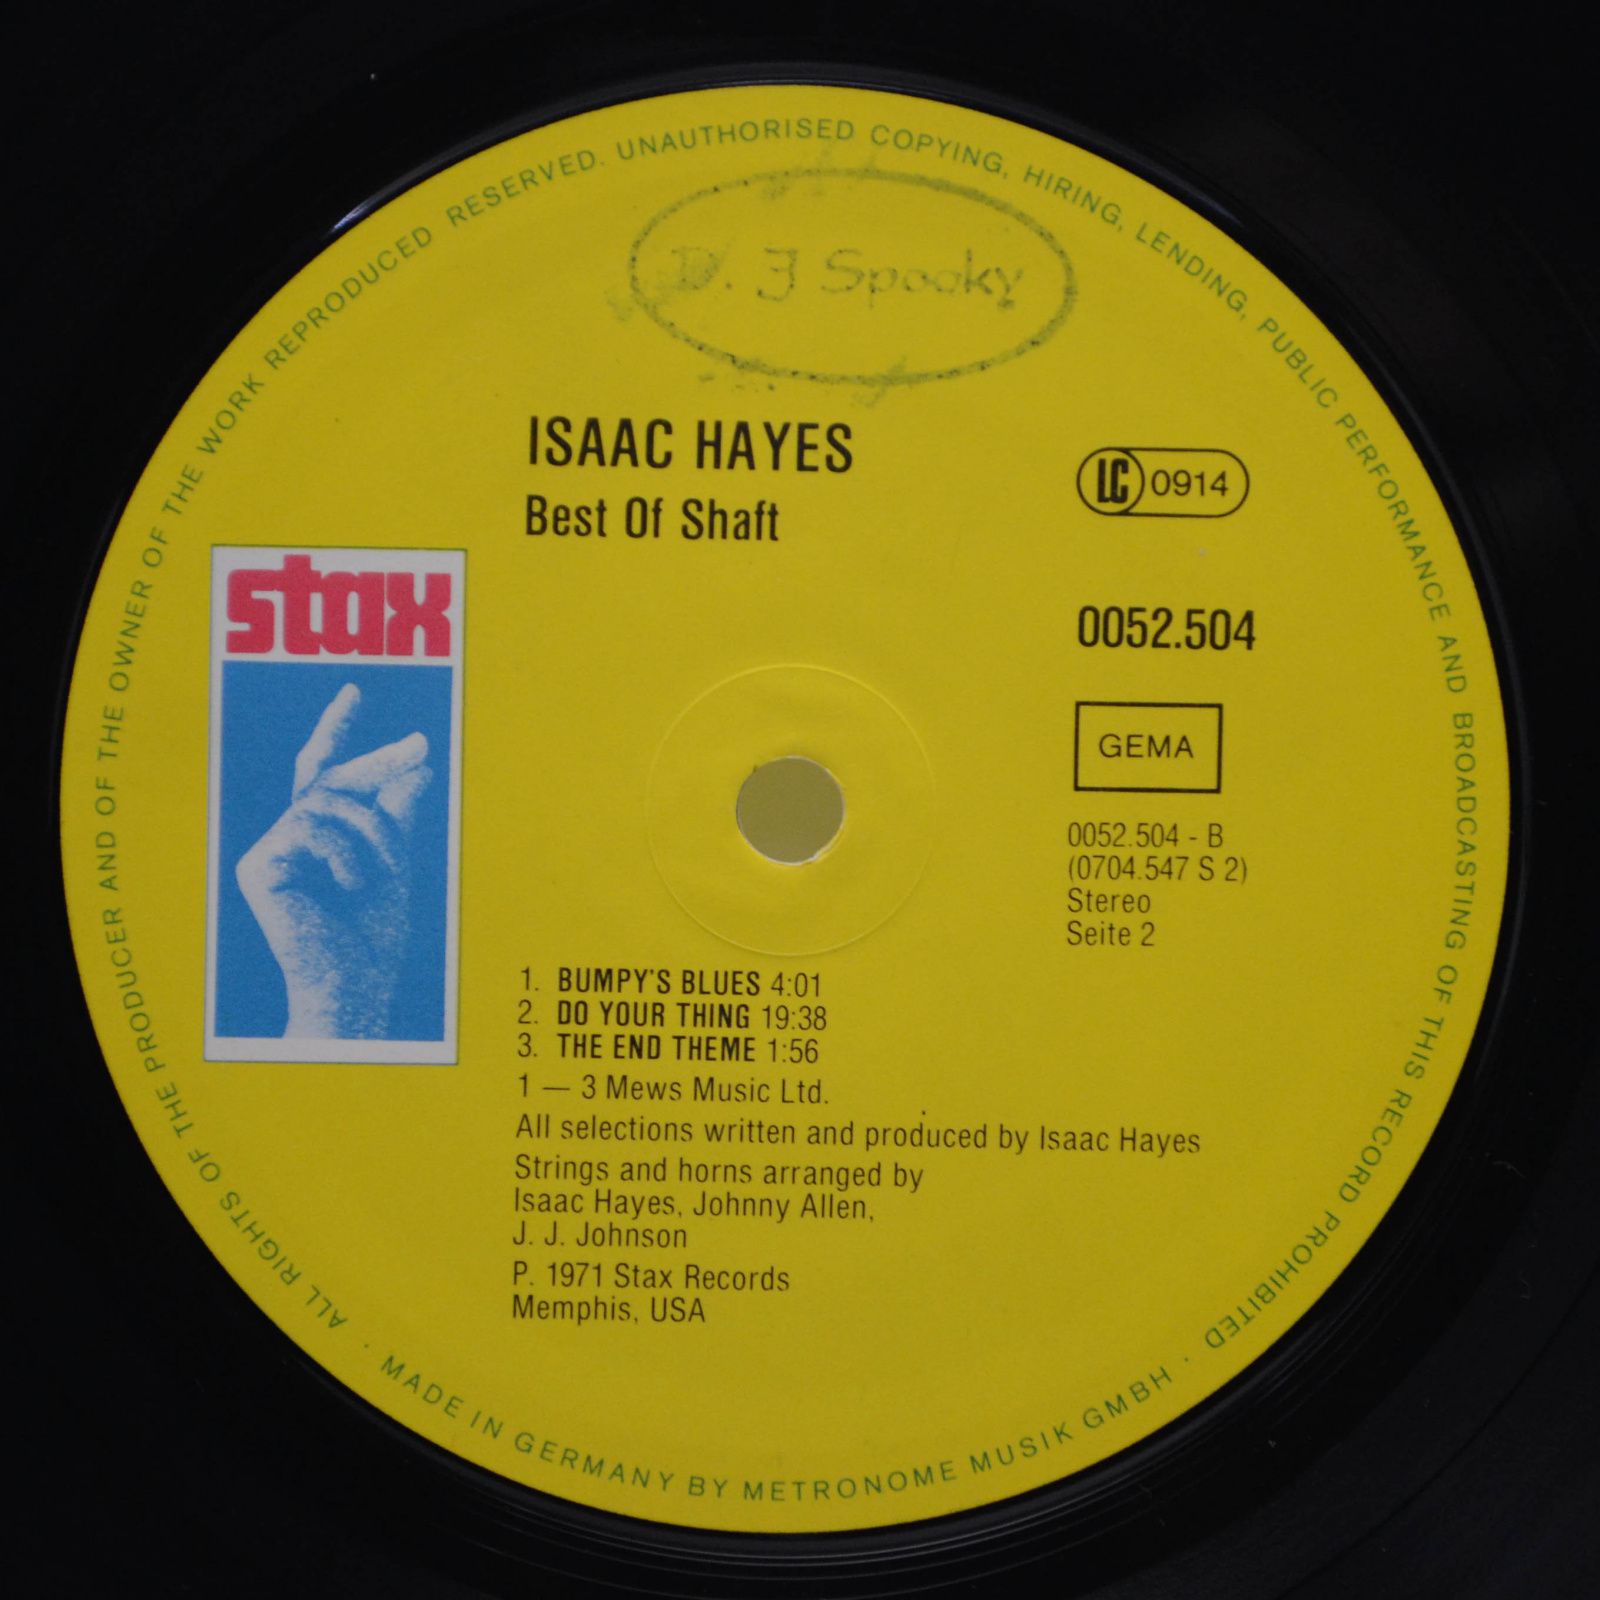 ALL RIGHTS OF THE PRODUCER AND OF THE OWNER OF THE WORK REPRODUCED RESERVED. UNAUTHORISED COPYING, HIRING, LENDING, PUBLIC PERFORMANCE AND BROADCASTING OF THIS RECORD PROHIBITED ·
D. J Spooky
ISAAC HAYES
Best Of Shaft
LC 0914
stax
0052.504
GEMA
0052.504 - B
(0704.547 S 2)
Stereo
Seite 2
1. BUMPY'S BLUES 4:01
2. DO YOUR THING 19:38
3. THE END THEME 1:56
1 — 3 Mews Music Ltd.
All selections written and produced by Isaac Hayes
Strings and horns arranged by
Isaac Hayes, Johnny Allen,
J. J. Johnson
P. 1971 Stax Records
Memphis, USA
· MADE IN GERMANY BY METRONOME MUSIK GMBH